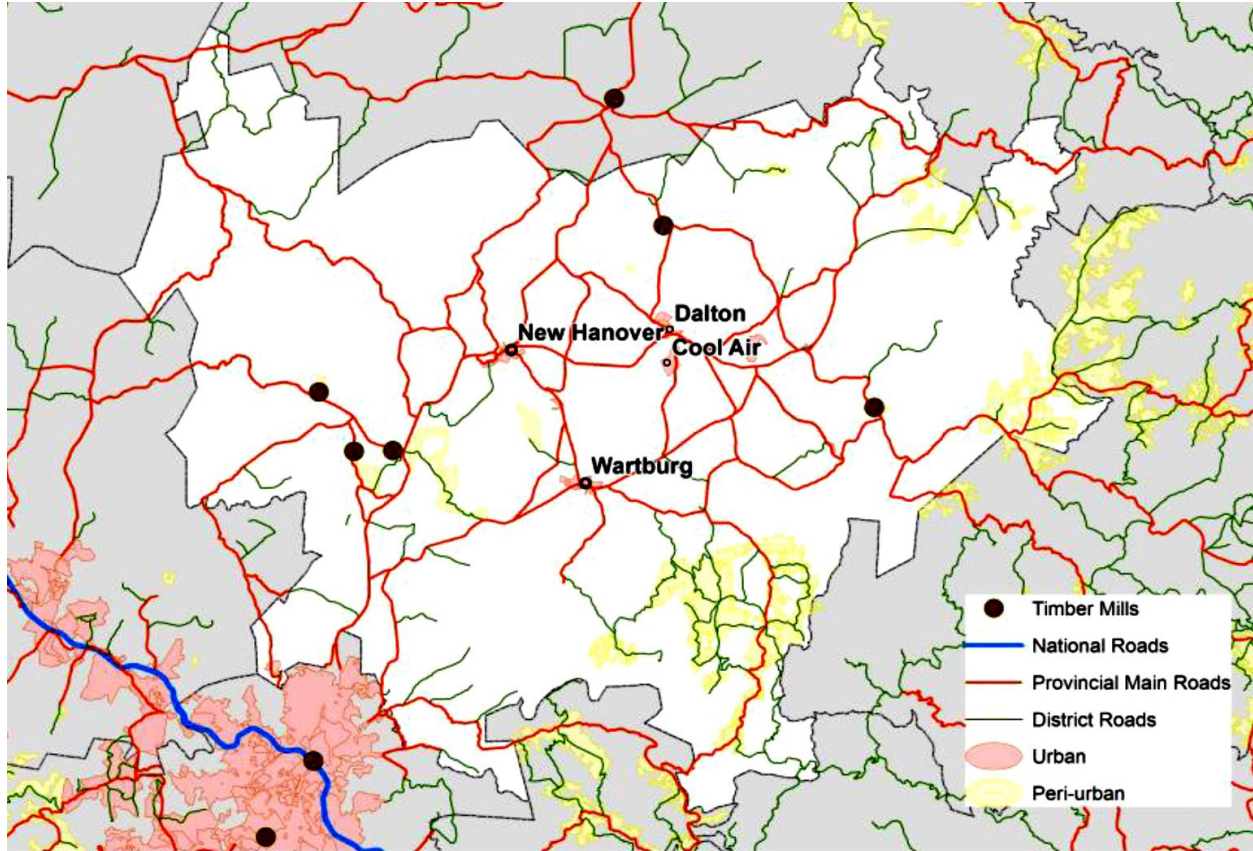 Dalton
New Hanover
Cool Air
Wartburg
Timber Mills
National Roads
Provincial Main Roads
District Roads
Urban
Peri-urban